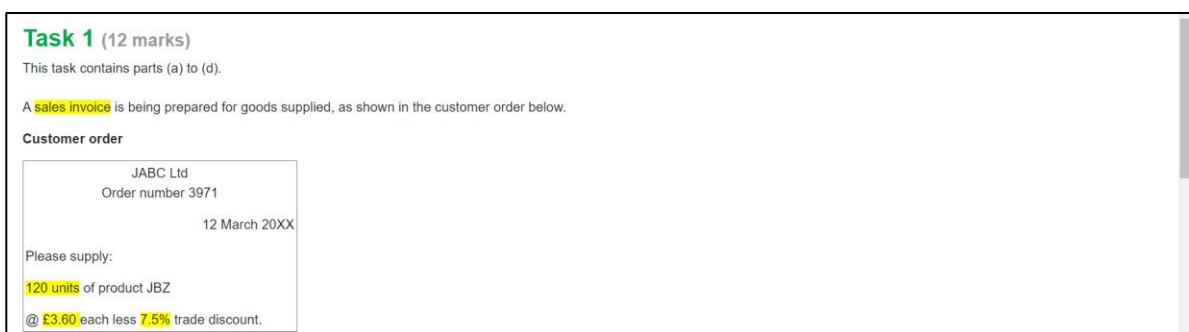 Task 1 (12 marks)
This task contains parts (a) to (d).
A sales invoice is being prepared for goods supplied, as shown in the customer order below.
Customer order
JABC Ltd
Order number 3971
12 March 20XX
Please supply:
120 units of product JBZ
@ £3.60 each less 7.5% trade discount.